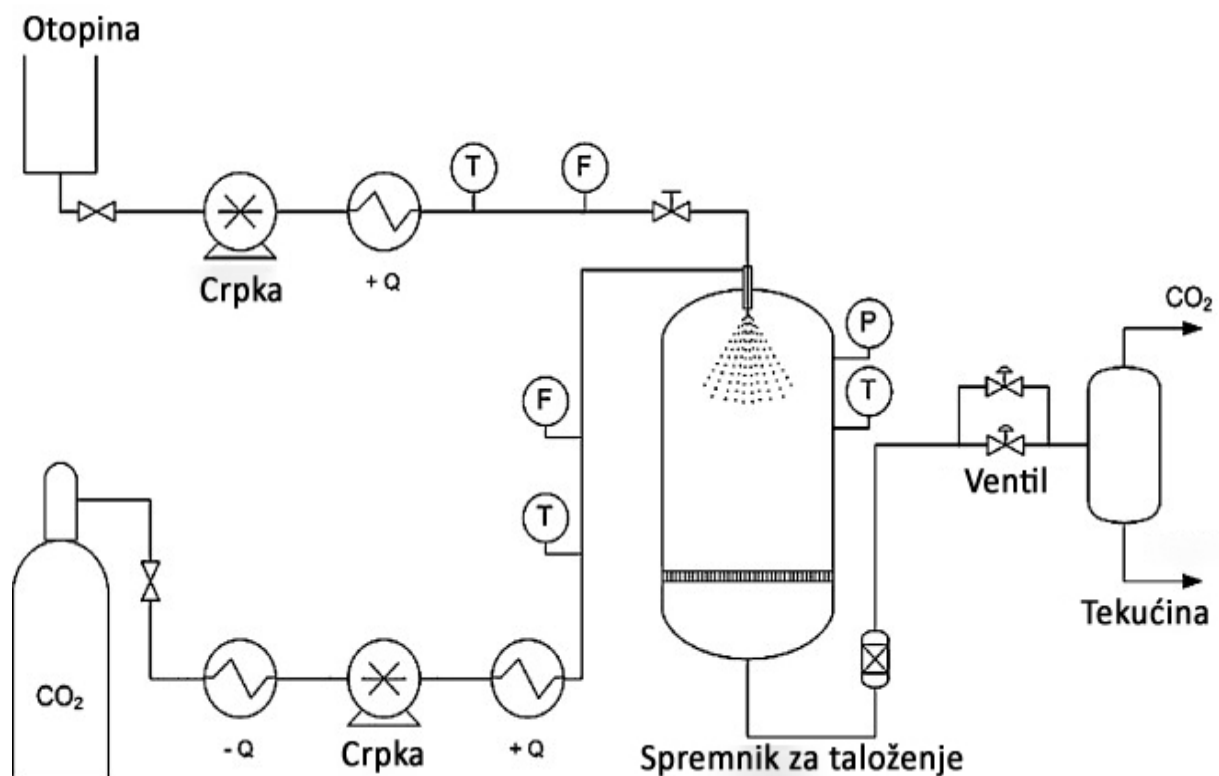 Otopina
T
F
Crpka
+ Q
CO₂
P
T
F
Ventil
T
Tekućina
CO₂
- Q
Crpka
+ Q
Spremnik za taloženje